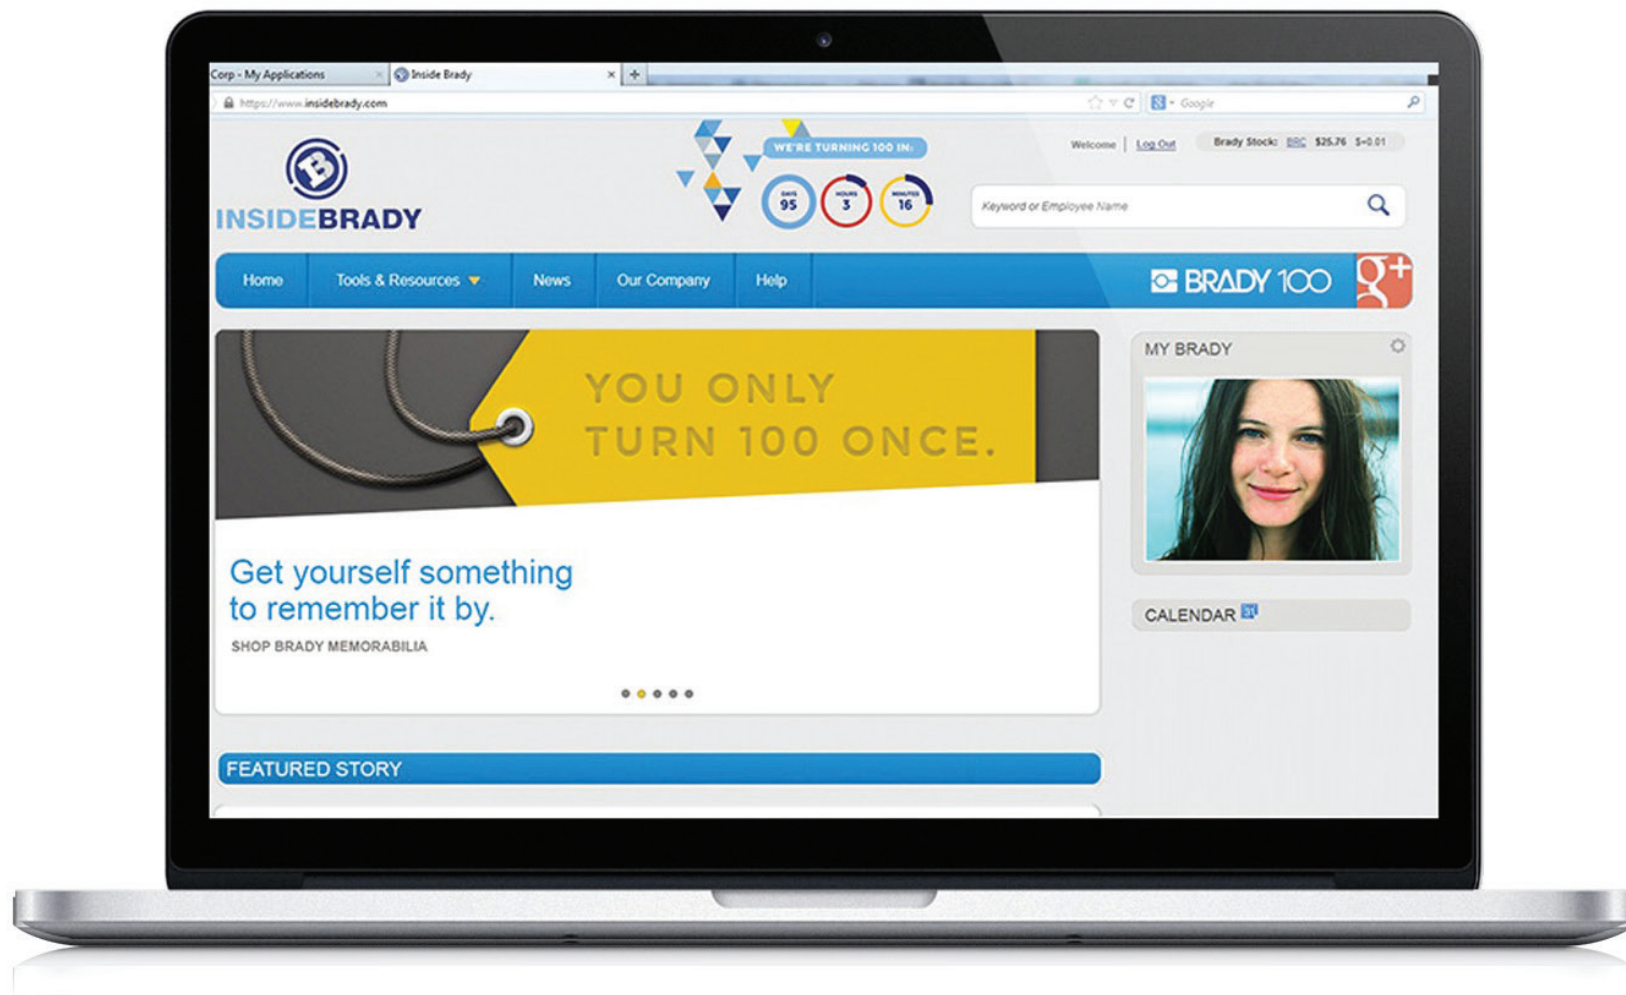 Corp - My Applications
Inside Brady
https://www.insidebrady.com
Google
INSIDEBRADY
WE'RE TURNING 100 IN:
DAYS
95
HOURS
3
MINUTES
16
Welcome | Log Out
Brady Stock: BRC $25.76 $+0.01
Keyword or Employee Name
Home
Tools & Resources
News
Our Company
Help
BRADY 100
g+
YOU ONLY
TURN 100 ONCE.
MY BRADY
Get yourself something
to remember it by.
SHOP BRADY MEMORABILIA
CALENDAR 31
FEATURED STORY